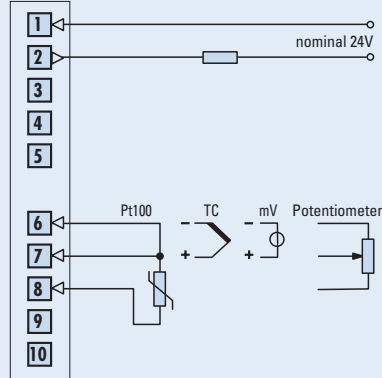 1
nominal 24V
2
3
4
5
Pt100 TC mV Potentiometer
6 - -
7 + +
8
9
10